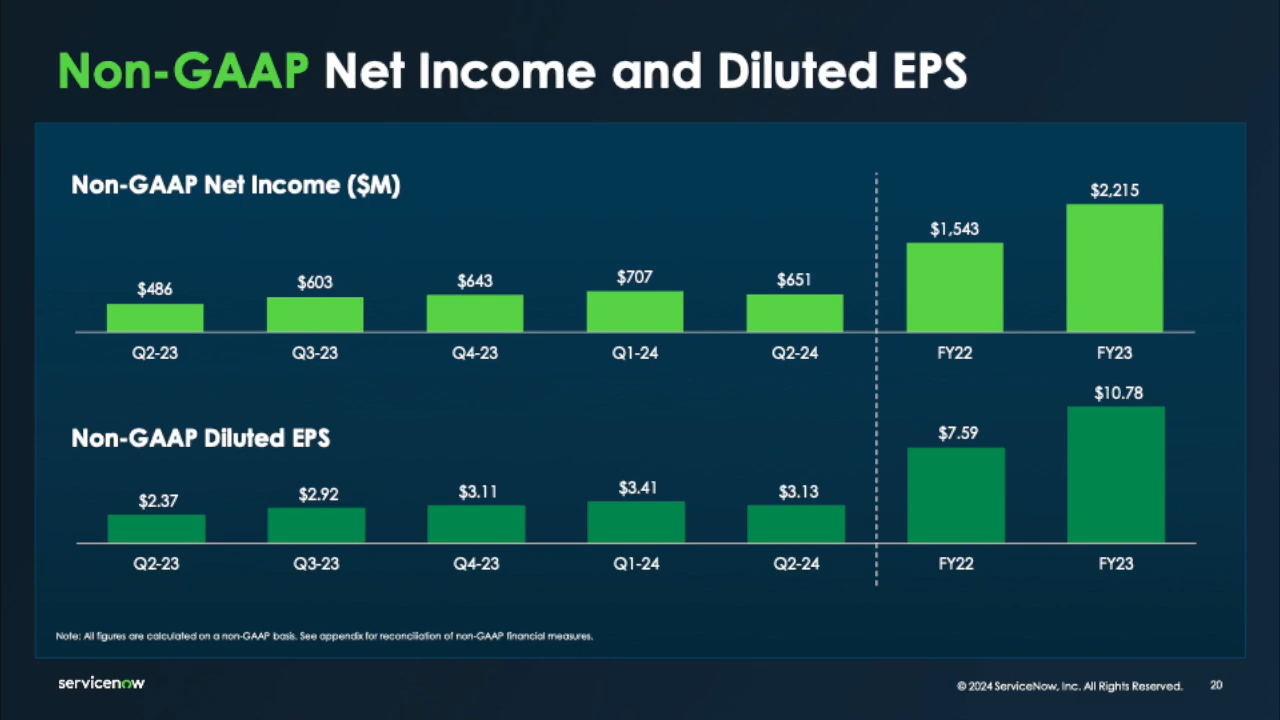 Non-GAAP Net Income and Diluted EPS
Non-GAAP Net Income ($M)
$486 $603 $643 $707 $651 $1,543 $2,215
Q2-23 Q3-23 Q4-23 Q1-24 Q2-24 FY22 FY23
Non-GAAP Diluted EPS
$2.37 $2.92 $3.11 $3.41 $3.13 $7.59 $10.78
Q2-23 Q3-23 Q4-23 Q1-24 Q2-24 FY22 FY23
Note: All figures are calculated on a non-GAAP basis. See appendix for reconciliation of non-GAAP financial measures.
servicenow © 2024 ServiceNow, Inc. All Rights Reserved. 20